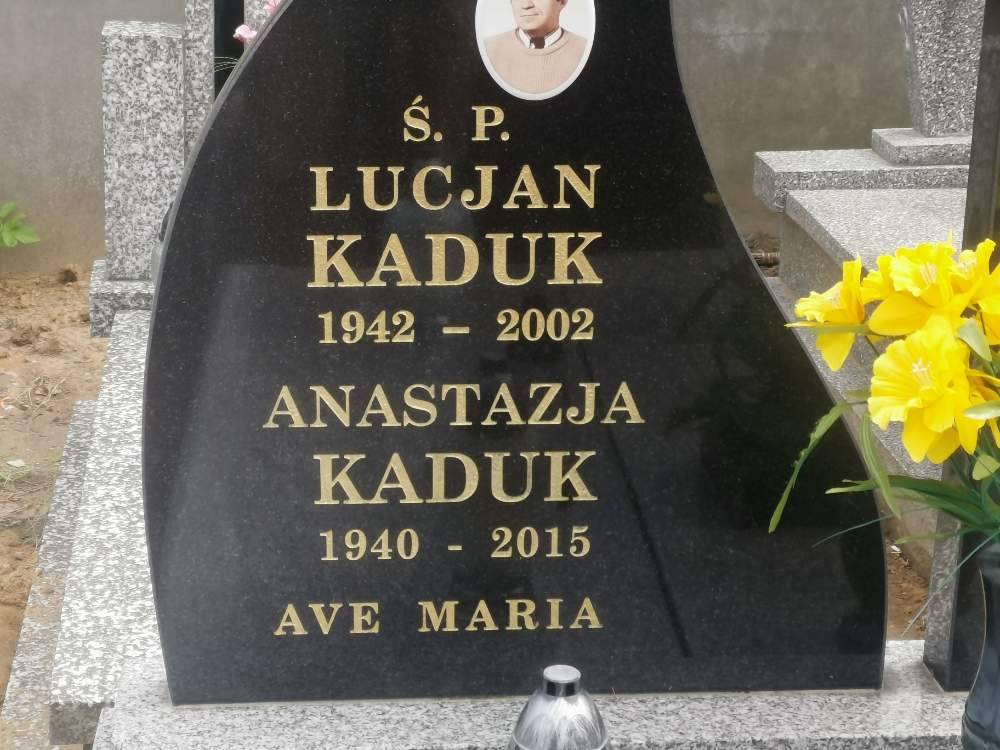 Ś. P.
LUCJAN
KADUK
1942 – 2002
ANASTAZJA
KADUK
1940 - 2015
AVE MARIA